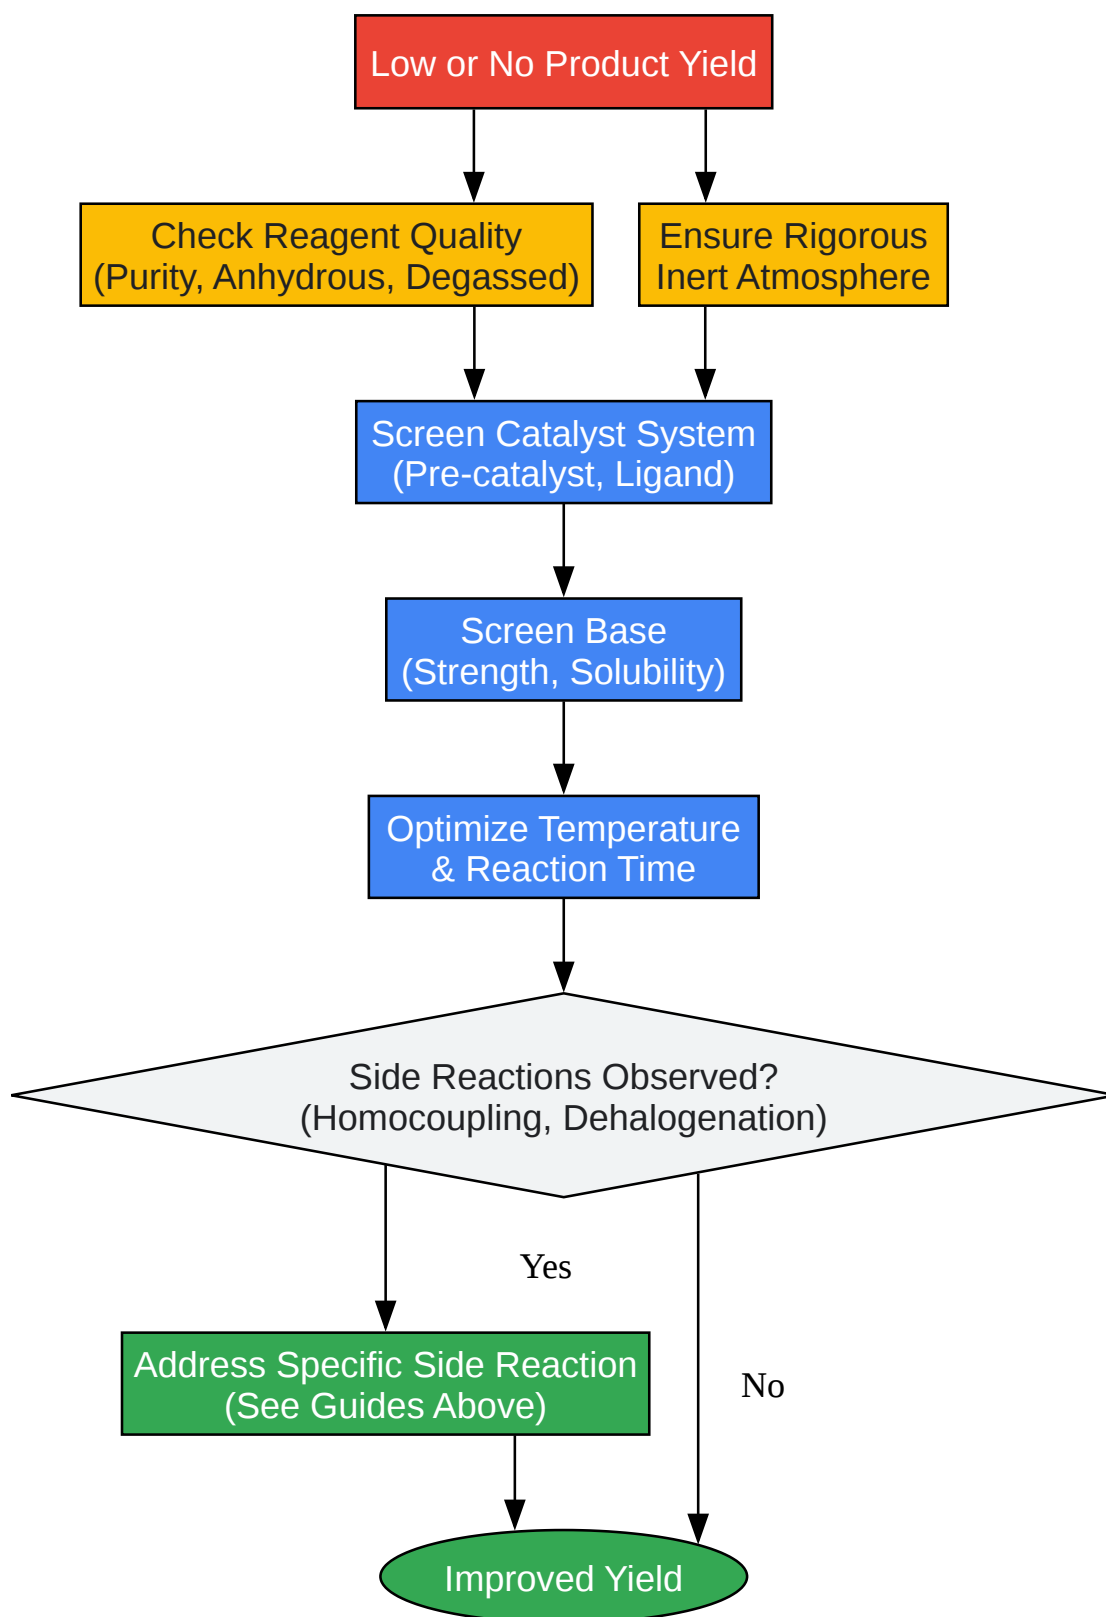 Low or No Product Yield
Check Reagent Quality
(Purity, Anhydrous, Degassed)
Ensure Rigorous
Inert Atmosphere
Screen Catalyst System
(Pre-catalyst, Ligand)
Screen Base
(Strength, Solubility)
Optimize Temperature
& Reaction Time
Side Reactions Observed?
(Homocoupling, Dehalogenation)
Yes
Address Specific Side Reaction
(See Guides Above)
No
Improved Yield